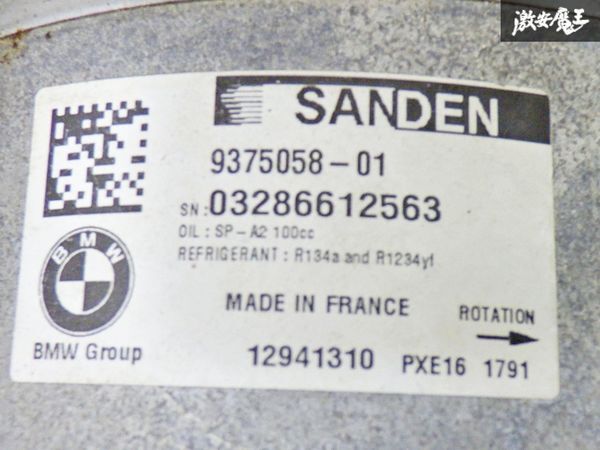 激安魔王
SANDEN
9375058-01
SN:03286612563
OIL : SP-A2 100cc
REFRIGERANT : R134a and R1234yf
BMW
BMW Group
MADE IN FRANCE
ROTATION
12941310 PXE16 1791